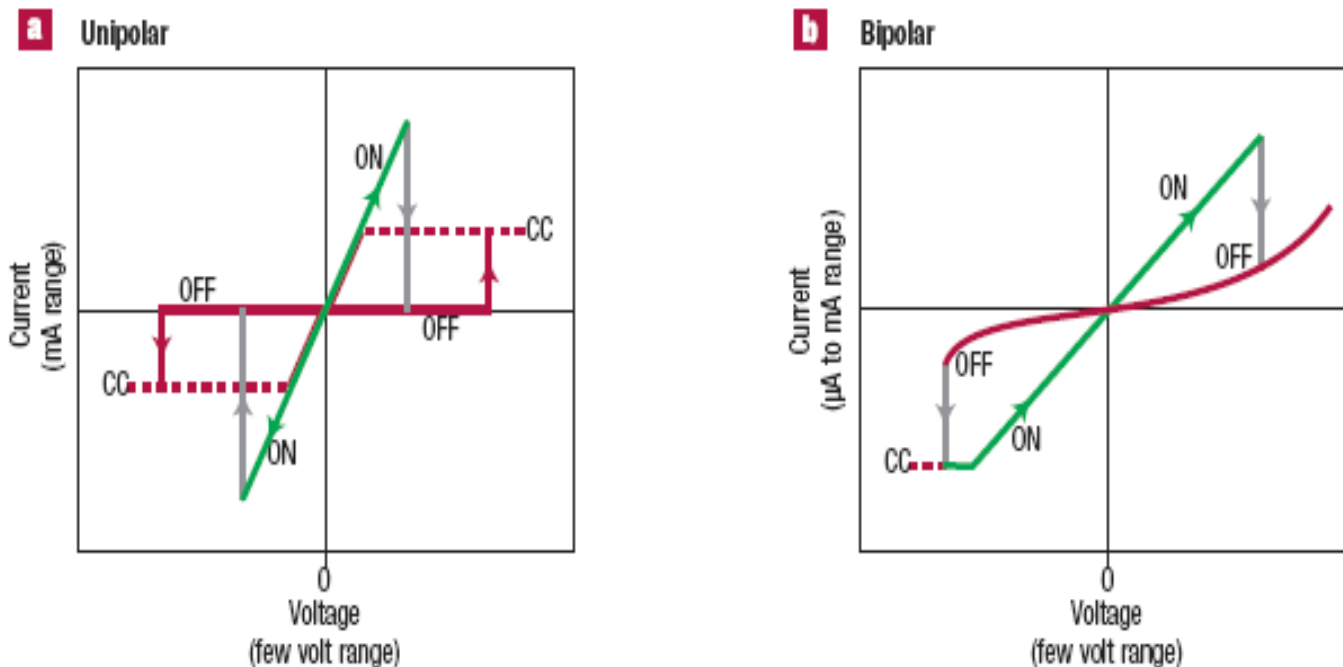 a Unipolar
ON
CC
OFF
OFF
CC
ON
Current
(mA range)
0
Voltage
(few volt range)
b Bipolar
ON
OFF
OFF
ON
CC
Current
(µA to mA range)
0
Voltage
(few volt range)